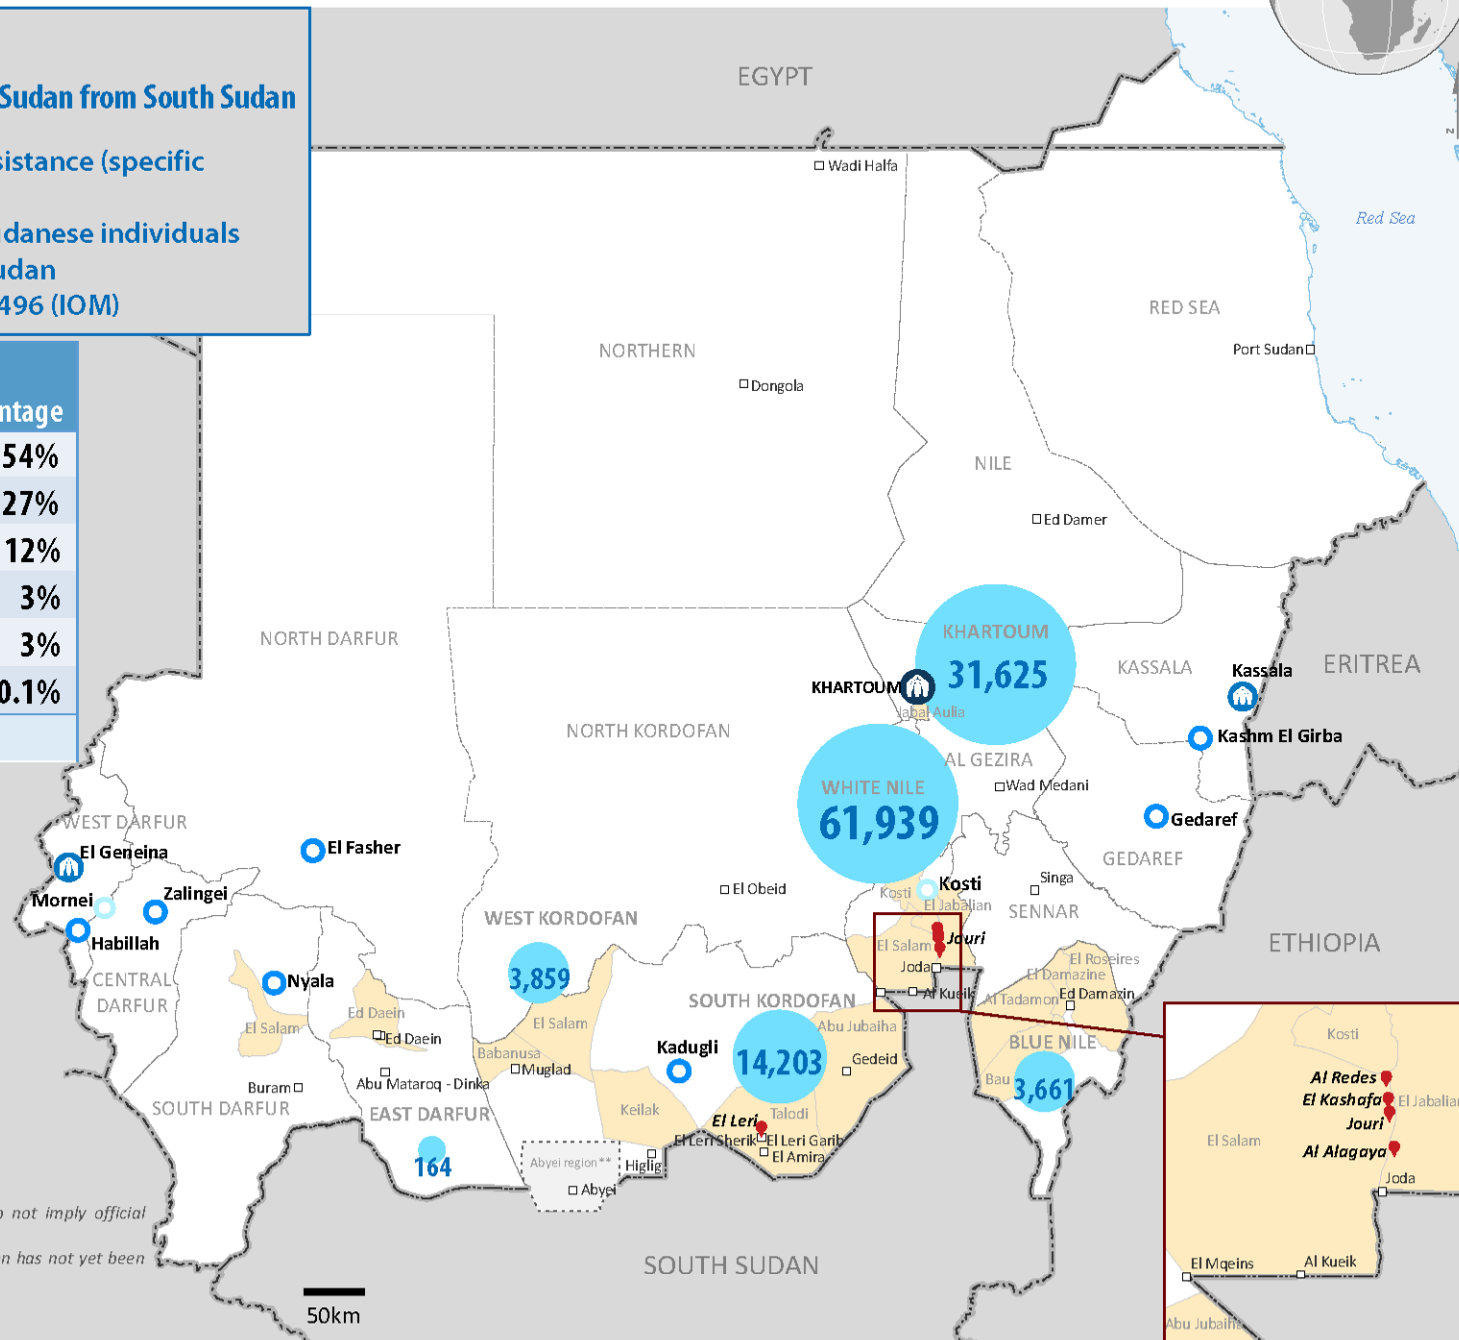 Sudan from South Sudan
sistance (specific
danese individuals
udan
496 (IOM)
ntage
54%
27%
12%
3%
3%
0.1%
EGYPT
Wadi Halfa
Red Sea
RED SEA
Port Sudan
NORTHERN
Dongola
NILE
Ed Damer
NORTH DARFUR
KHARTOUM
31,625
KHARTOUM
Jabal Aulia
KASSALA
Kassala
ERITREA
Kashm El Girba
NORTH KORDOFAN
AL GEZIRA
Wad Medani
WHITE NILE
61,939
Gedaref
GEDAREF
WEST DARFUR
El Geneina
El Fasher
Mornei
Zalingei
Habillah
CENTRAL
DARFUR
Nyala
El Salam
El Obeid
Kosti
Kosti
El Jabalian
Singa
SENNAR
WEST KORDOFAN
3,859
El Salam
El Salam
Jouri
Joda
Al Kueik
ETHIOPIA
El Roseires
El Damazine
Al Tadamon
Ed Damazin
BLUE NILE
Bau
3,661
SOUTH KORDOFAN
Abu Jubaiha
14,203
Gedeid
Kadugli
Ed Daein
Ed Daein
Babanusa
Muglad
Buram
Abu Mataroq - Dinka
SOUTH DARFUR
EAST DARFUR
164
Keilak
Talodi
El Leri
El Leri Sherik
El Leri Garib
El Amira
Abyei region**
Higlig
Abyei
SOUTH SUDAN
50km
not imply official
n has not yet been
Kosti
Al Redes
El Kashafa
El Jabalian
Jouri
El Salam
Al Alagaya
Joda
El Mqeins
Al Kueik
Abu Jubaiha
N